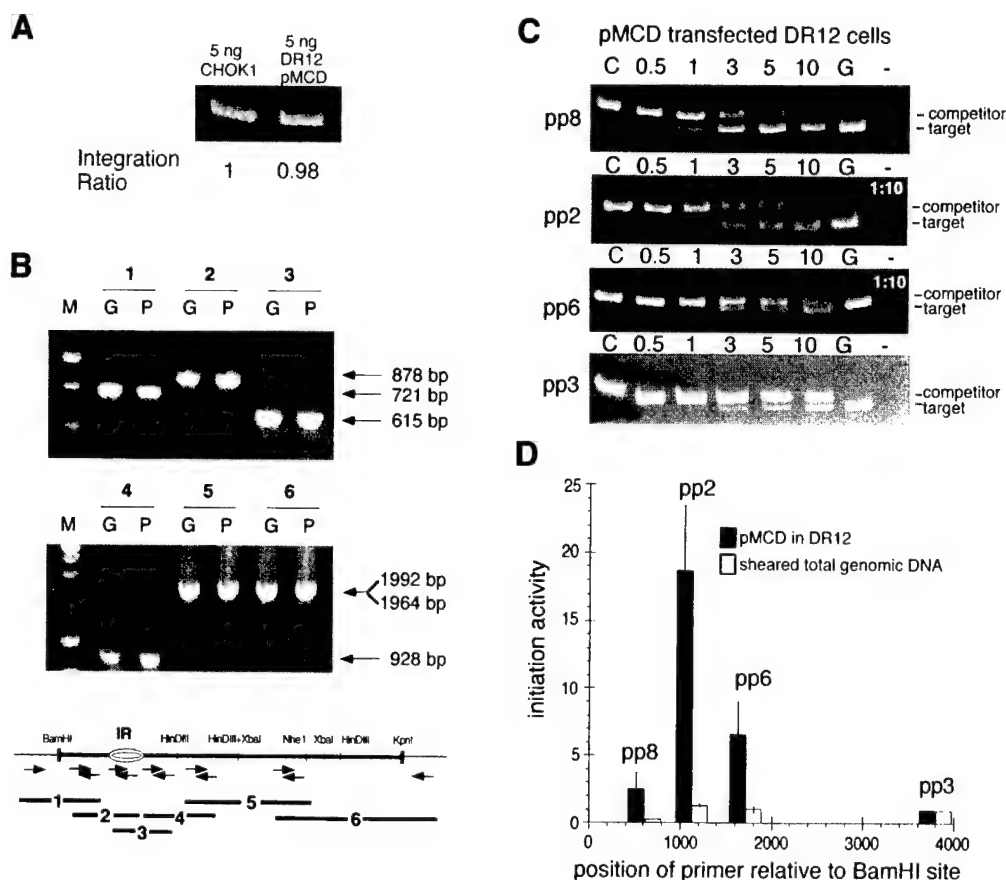 A
5 ng CHOK1
5 ng DR12 pMCD
Integration Ratio
1 0.98
B
1 2 3
M G P G P G P
878 bp
721 bp
615 bp
4 5 6
M G P G P G P
1992 bp
1964 bp
928 bp
BamHI IR HinDIII HinDIII+XbaI Nhe1 XbaI HinDIII KpnI
1
2
3
4
5
6
C
pMCD transfected DR12 cells
C 0.5 1 3 5 10 G -
pp8
competitor
target
C 0.5 1 3 5 10 G -
1:10
pp2
competitor
target
C 0.5 1 3 5 10 G -
1:10
pp6
competitor
target
C 0.5 1 3 5 10 G -
pp3
competitor
target
D
25
20
15
10
5
0
initiation activity
pp2
pMCD in DR12
sheared total genomic DNA
pp6
pp8
pp3
0 1000 2000 3000 4000
position of primer relative to BamHI site